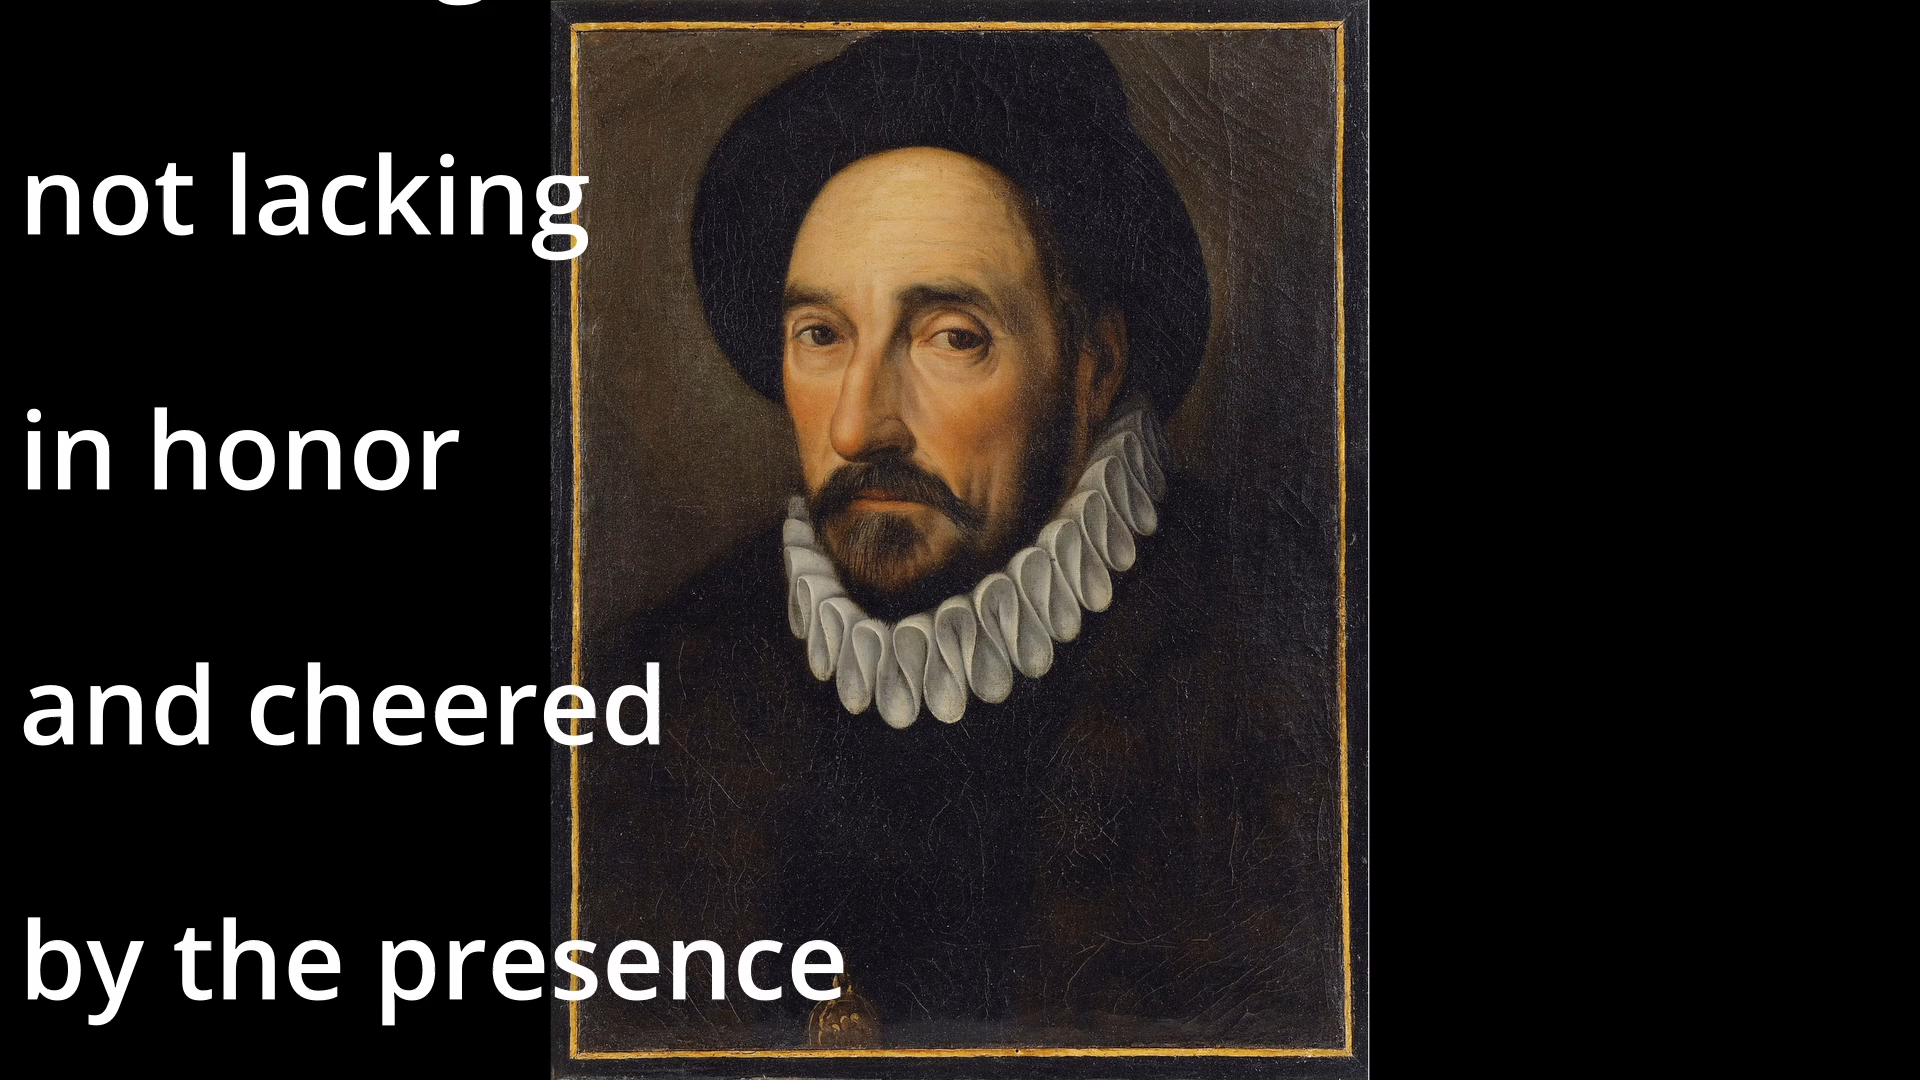 not lacking
in honor
and cheered
by the presence